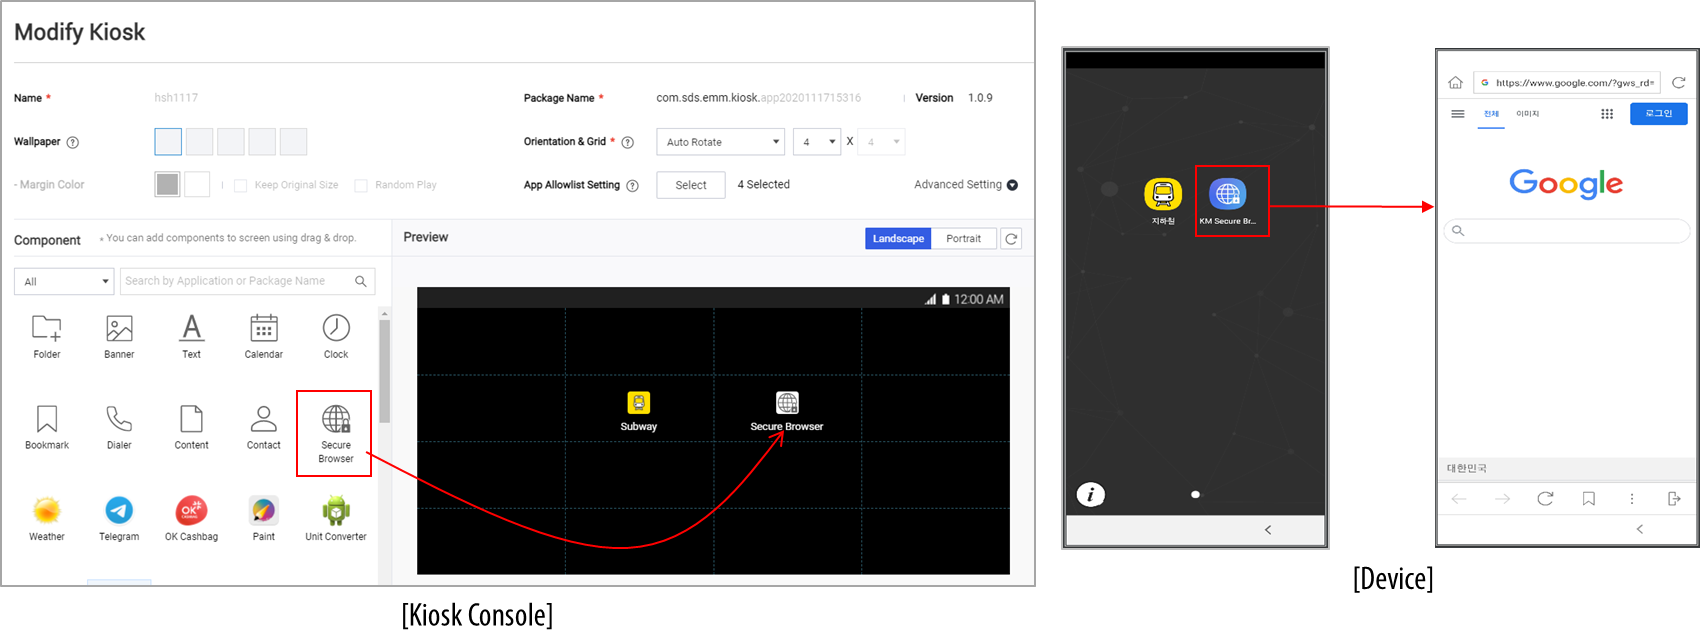 Modify Kiosk
Name *
hsh1117
Package Name *
com.sds.emm.kiosk.app2020111715316
Version
1.0.9
Wallpaper ?
Orientation & Grid * ?
Auto Rotate
4
X
4
- Margin Color
Keep Original Size
Random Play
App Allowlist Setting ?
Select
4 Selected
Advanced Setting
Component
* You can add components to screen using drag & drop.
All
Search by Application or Package Name
Folder
Banner
Text
Calendar
Clock
Bookmark
Dialer
Content
Contact
Secure
Browser
OK
Weather
Telegram
OK Cashbag
Paint
Unit Converter
Preview
Landscape
Portrait
12:00 AM
Subway
Secure Browser
[Kiosk Console]
지하철
KM Secure Br...
i
https://www.google.com/?gws_rd=
전체
이미지
로그인
Google
대한민국
[Device]